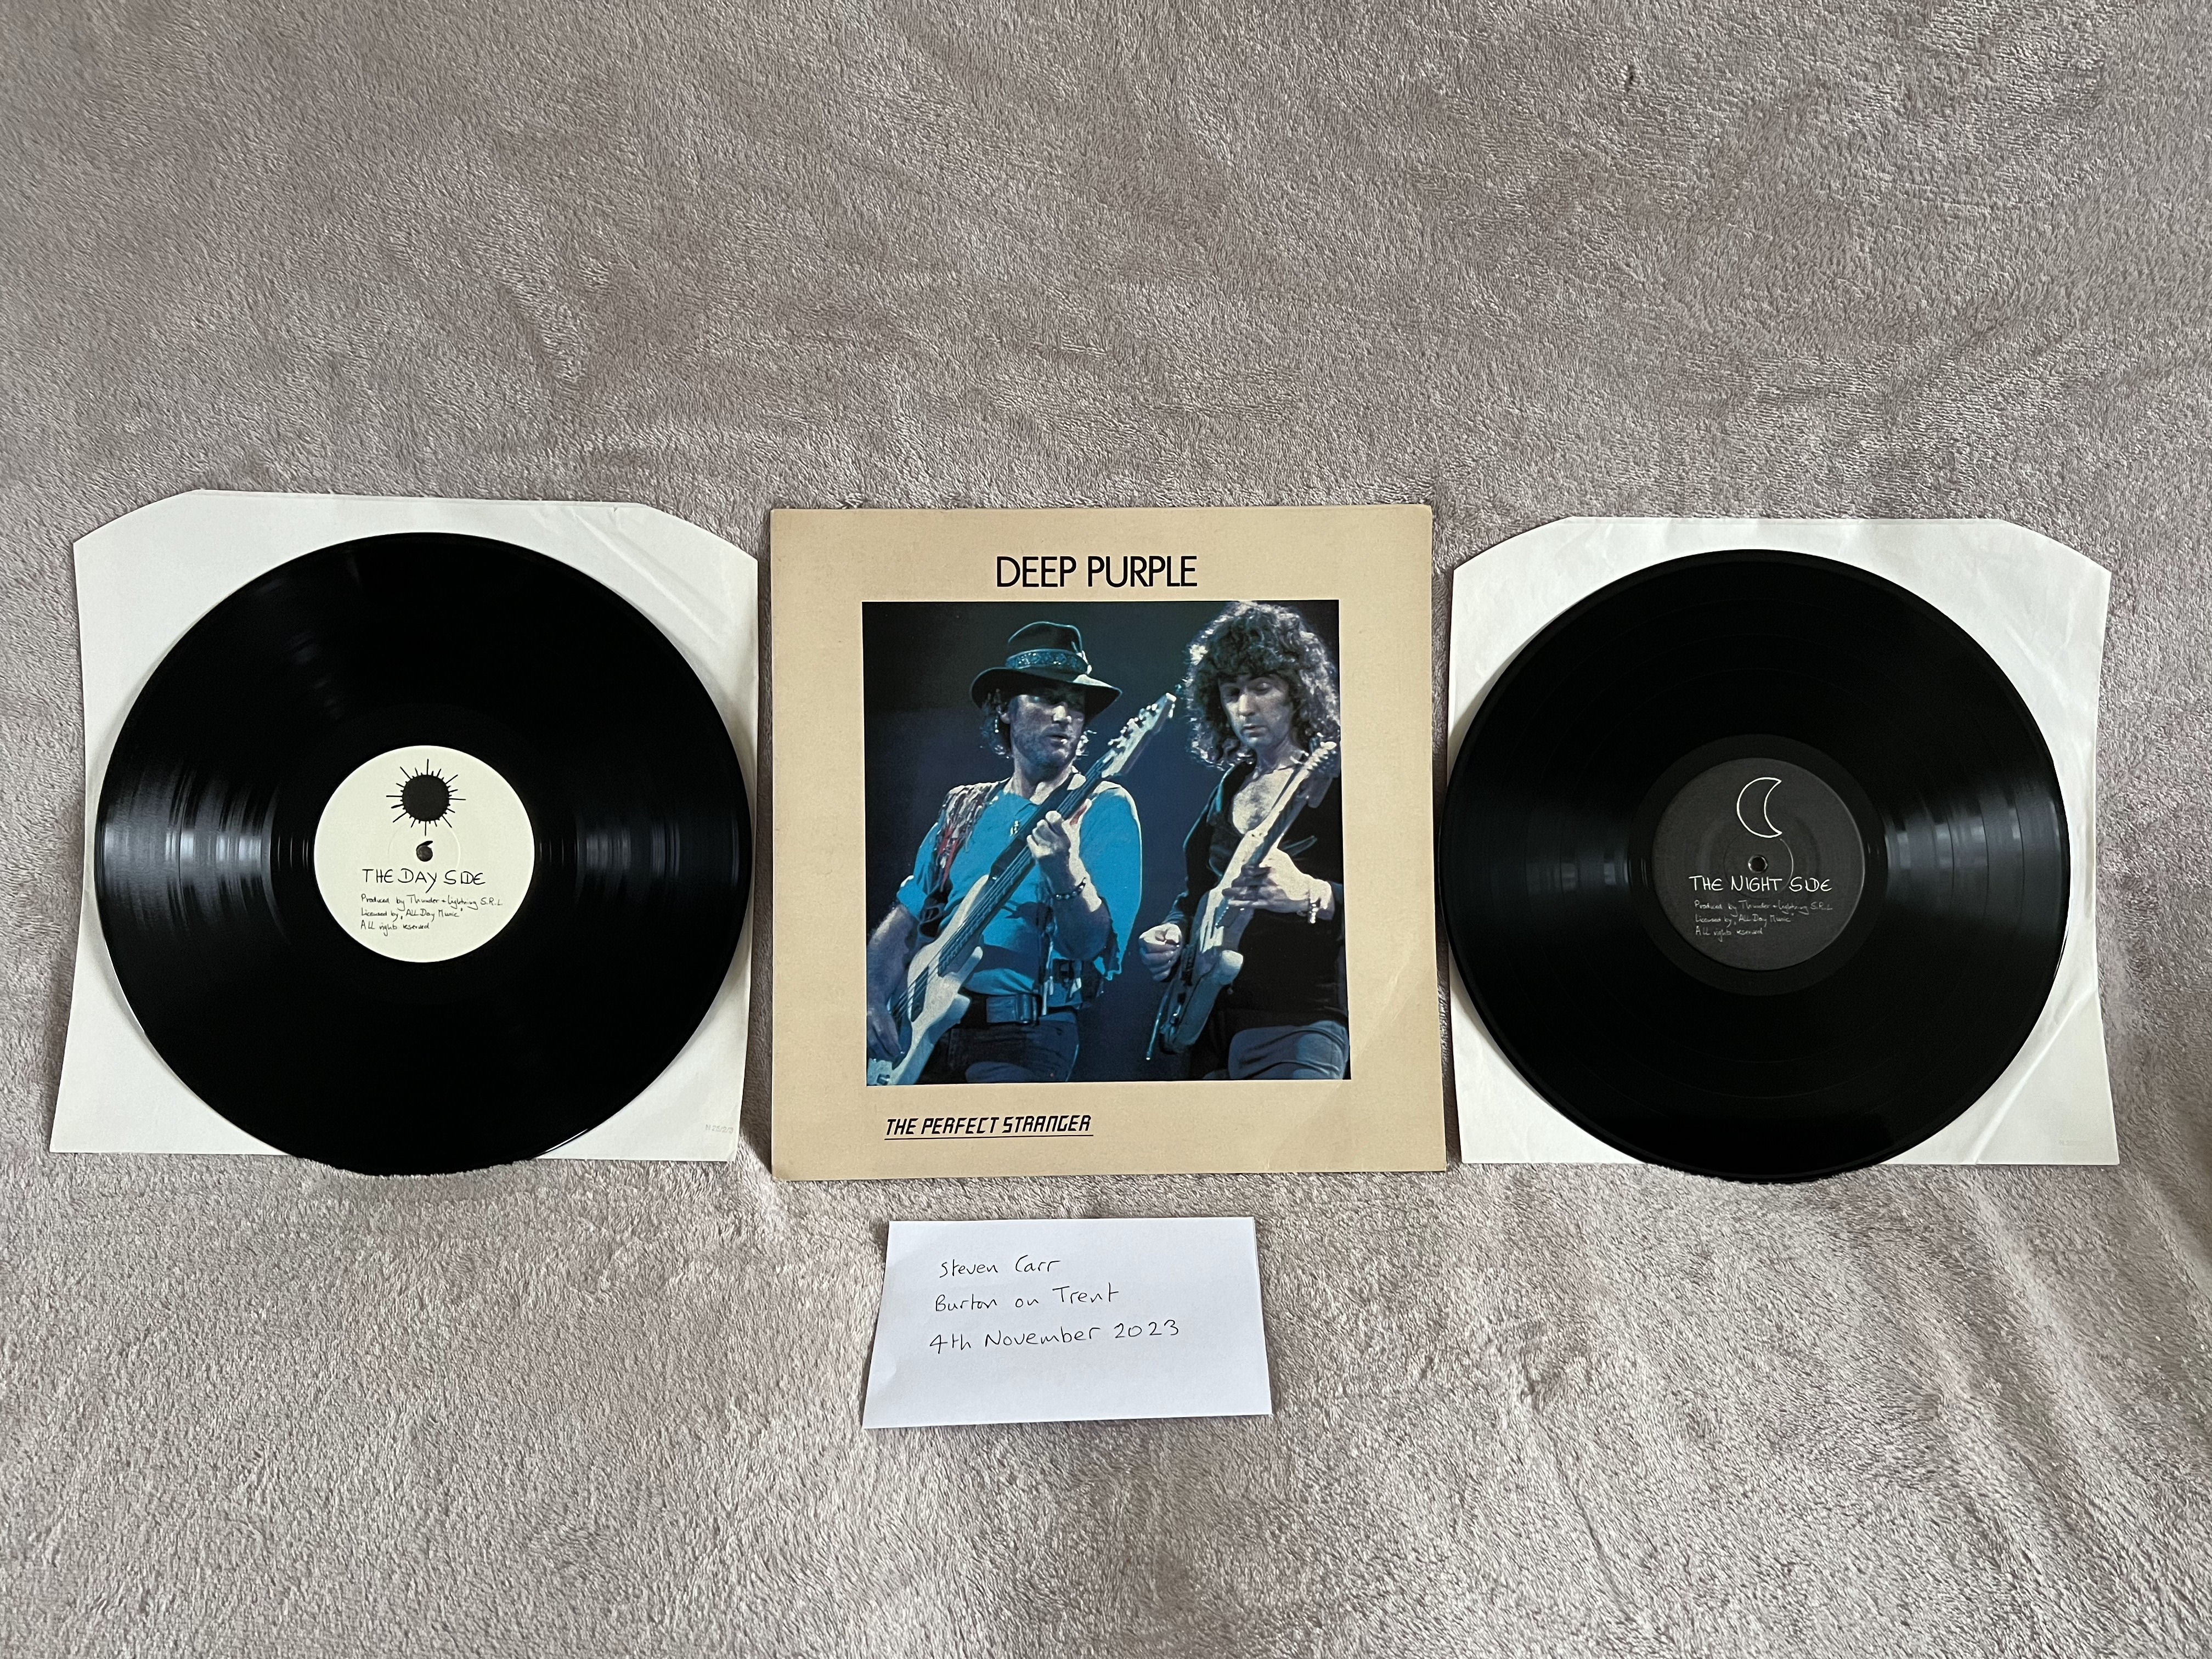 DEEP PURPLE
THE PERFECT STRANGER
THE DAY SIDE
Produced by Thunder + Lightning S.R.L
Licensed by "ALL Day Music"
ALL rights reserved
THE NIGHT SIDE
Produced by Thunder + Lightning S.R.L
Licensed by "ALL Day Music"
ALL rights reserved
Steven Carr
Burton on Trent
4th November 2023